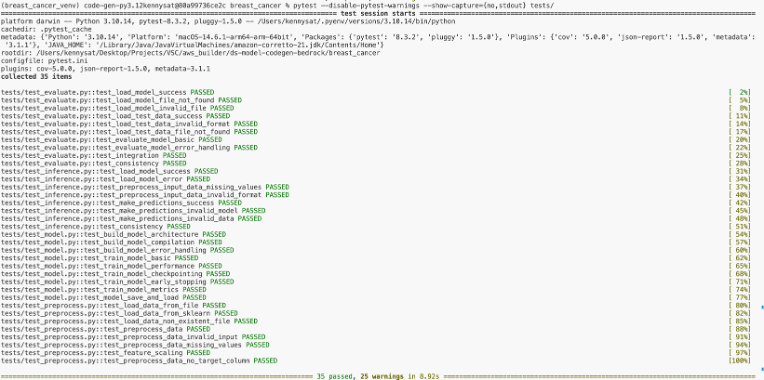 (breast_cancer_venv) code-gen-py3.12kennysat@80a99736ce2c breast_cancer % pytest --disable-pytest-warnings --show-capture={no,stdout} tests/
test session starts
platform darwin -- Python 3.10.14, pytest-8.3.2, pluggy-1.5.0 -- /Users/kennysat/.pyenv/versions/3.10.14/bin/python
cachedir: .pytest_cache
metadata: {'Python': '3.10.14', 'Platform': 'macOS-14.6.1-arm64-arm-64bit', 'Packages': {'pytest': '8.3.2', 'pluggy': '1.5.0'}, 'Plugins': {'cov': '5.0.0', 'json-report': '1.5.0', 'metadata': '3.1.1'}, 'JAVA_HOME': '/Library/Java/JavaVirtualMachines/amazon-corretto-21.jdk/Contents/Home'}
rootdir: /Users/kennysat/Desktop/Projects/VSC/aws_builder/ds-model-codegen-bedrock/breast_cancer
configfile: pytest.ini
plugins: cov-5.0.0, json-report-1.5.0, metadata-3.1.1
collected 35 items
tests/test_evaluate.py::test_load_model_success PASSED [ 2%]
tests/test_evaluate.py::test_load_model_file_not_found PASSED [ 5%]
tests/test_evaluate.py::test_load_model_invalid_file PASSED [ 8%]
tests/test_evaluate.py::test_load_test_data_success PASSED [ 11%]
tests/test_evaluate.py::test_load_test_data_invalid_format PASSED [ 14%]
tests/test_evaluate.py::test_load_test_data_file_not_found PASSED [ 17%]
tests/test_evaluate.py::test_evaluate_model_basic PASSED [ 20%]
tests/test_evaluate.py::test_evaluate_model_error_handling PASSED [ 22%]
tests/test_evaluate.py::test_integration PASSED [ 25%]
tests/test_evaluate.py::test_consistency PASSED [ 28%]
tests/test_inference.py::test_load_model_success PASSED [ 31%]
tests/test_inference.py::test_load_model_error PASSED [ 34%]
tests/test_inference.py::test_preprocess_input_data_missing_values PASSED [ 37%]
tests/test_inference.py::test_preprocess_input_data_invalid_format PASSED [ 40%]
tests/test_inference.py::test_make_predictions_success PASSED [ 42%]
tests/test_inference.py::test_make_predictions_invalid_model PASSED [ 45%]
tests/test_inference.py::test_make_predictions_invalid_data PASSED [ 48%]
tests/test_inference.py::test_consistency PASSED [ 51%]
tests/test_model.py::test_build_model_architecture PASSED [ 54%]
tests/test_model.py::test_build_model_compilation PASSED [ 57%]
tests/test_model.py::test_build_model_error_handling PASSED [ 60%]
tests/test_model.py::test_train_model_basic PASSED [ 62%]
tests/test_model.py::test_train_model_performance PASSED [ 65%]
tests/test_model.py::test_train_model_checkpointing PASSED [ 68%]
tests/test_model.py::test_train_model_early_stopping PASSED [ 71%]
tests/test_model.py::test_train_model_metrics PASSED [ 74%]
tests/test_model.py::test_model_save_and_load PASSED [ 77%]
tests/test_preprocess.py::test_load_data_from_file PASSED [ 80%]
tests/test_preprocess.py::test_load_data_from_sklearn PASSED [ 82%]
tests/test_preprocess.py::test_load_data_non_existent_file PASSED [ 85%]
tests/test_preprocess.py::test_preprocess_data PASSED [ 88%]
tests/test_preprocess.py::test_preprocess_data_invalid_input PASSED [ 91%]
tests/test_preprocess.py::test_preprocess_data_missing_values PASSED [ 94%]
tests/test_preprocess.py::test_feature_scaling PASSED [ 97%]
tests/test_preprocess.py::test_preprocess_data_no_target_column PASSED [100%]
35 passed, 25 warnings in 8.92s